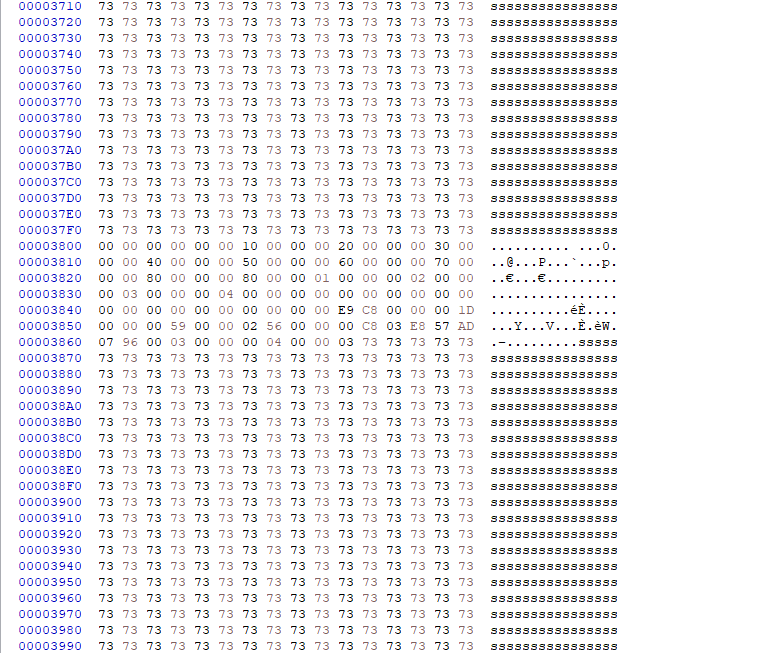 00003710 73 73 73 73 73 73 73 73 73 73 73 73 73 73 73 73 ssssssssssssssss
00003720 73 73 73 73 73 73 73 73 73 73 73 73 73 73 73 73 ssssssssssssssss
00003730 73 73 73 73 73 73 73 73 73 73 73 73 73 73 73 73 ssssssssssssssss
00003740 73 73 73 73 73 73 73 73 73 73 73 73 73 73 73 73 ssssssssssssssss
00003750 73 73 73 73 73 73 73 73 73 73 73 73 73 73 73 73 ssssssssssssssss
00003760 73 73 73 73 73 73 73 73 73 73 73 73 73 73 73 73 ssssssssssssssss
00003770 73 73 73 73 73 73 73 73 73 73 73 73 73 73 73 73 ssssssssssssssss
00003780 73 73 73 73 73 73 73 73 73 73 73 73 73 73 73 73 ssssssssssssssss
00003790 73 73 73 73 73 73 73 73 73 73 73 73 73 73 73 73 ssssssssssssssss
000037A0 73 73 73 73 73 73 73 73 73 73 73 73 73 73 73 73 ssssssssssssssss
000037B0 73 73 73 73 73 73 73 73 73 73 73 73 73 73 73 73 ssssssssssssssss
000037C0 73 73 73 73 73 73 73 73 73 73 73 73 73 73 73 73 ssssssssssssssss
000037D0 73 73 73 73 73 73 73 73 73 73 73 73 73 73 73 73 ssssssssssssssss
000037E0 73 73 73 73 73 73 73 73 73 73 73 73 73 73 73 73 ssssssssssssssss
000037F0 73 73 73 73 73 73 73 73 73 73 73 73 73 73 73 73 ssssssssssssssss
00003800 00 00 00 00 00 00 10 00 00 00 20 00 00 00 30 00 .......... ...0.
00003810 00 00 40 00 00 00 50 00 00 00 60 00 00 00 70 00 ..@...P...`...p.
00003820 00 00 80 00 00 00 80 00 00 01 00 00 00 02 00 00 ..€...€.........
00003830 00 03 00 00 00 04 00 00 00 00 00 00 00 00 00 00 ................
00003840 00 00 00 00 00 00 00 00 00 00 E9 C8 00 00 00 1D ..........éÈ....
00003850 00 00 00 59 00 00 02 56 00 00 00 C8 03 E8 57 AD ...Y...V...È.èW.
00003860 07 96 00 03 00 00 00 04 00 00 03 73 73 73 73 73 .–.........sssss
00003870 73 73 73 73 73 73 73 73 73 73 73 73 73 73 73 73 ssssssssssssssss
00003880 73 73 73 73 73 73 73 73 73 73 73 73 73 73 73 73 ssssssssssssssss
00003890 73 73 73 73 73 73 73 73 73 73 73 73 73 73 73 73 ssssssssssssssss
000038A0 73 73 73 73 73 73 73 73 73 73 73 73 73 73 73 73 ssssssssssssssss
000038B0 73 73 73 73 73 73 73 73 73 73 73 73 73 73 73 73 ssssssssssssssss
000038C0 73 73 73 73 73 73 73 73 73 73 73 73 73 73 73 73 ssssssssssssssss
000038D0 73 73 73 73 73 73 73 73 73 73 73 73 73 73 73 73 ssssssssssssssss
000038E0 73 73 73 73 73 73 73 73 73 73 73 73 73 73 73 73 ssssssssssssssss
000038F0 73 73 73 73 73 73 73 73 73 73 73 73 73 73 73 73 ssssssssssssssss
00003900 73 73 73 73 73 73 73 73 73 73 73 73 73 73 73 73 ssssssssssssssss
00003910 73 73 73 73 73 73 73 73 73 73 73 73 73 73 73 73 ssssssssssssssss
00003920 73 73 73 73 73 73 73 73 73 73 73 73 73 73 73 73 ssssssssssssssss
00003930 73 73 73 73 73 73 73 73 73 73 73 73 73 73 73 73 ssssssssssssssss
00003940 73 73 73 73 73 73 73 73 73 73 73 73 73 73 73 73 ssssssssssssssss
00003950 73 73 73 73 73 73 73 73 73 73 73 73 73 73 73 73 ssssssssssssssss
00003960 73 73 73 73 73 73 73 73 73 73 73 73 73 73 73 73 ssssssssssssssss
00003970 73 73 73 73 73 73 73 73 73 73 73 73 73 73 73 73 ssssssssssssssss
00003980 73 73 73 73 73 73 73 73 73 73 73 73 73 73 73 73 ssssssssssssssss
00003990 73 73 73 73 73 73 73 73 73 73 73 73 73 73 73 73 ssssssssssssssss